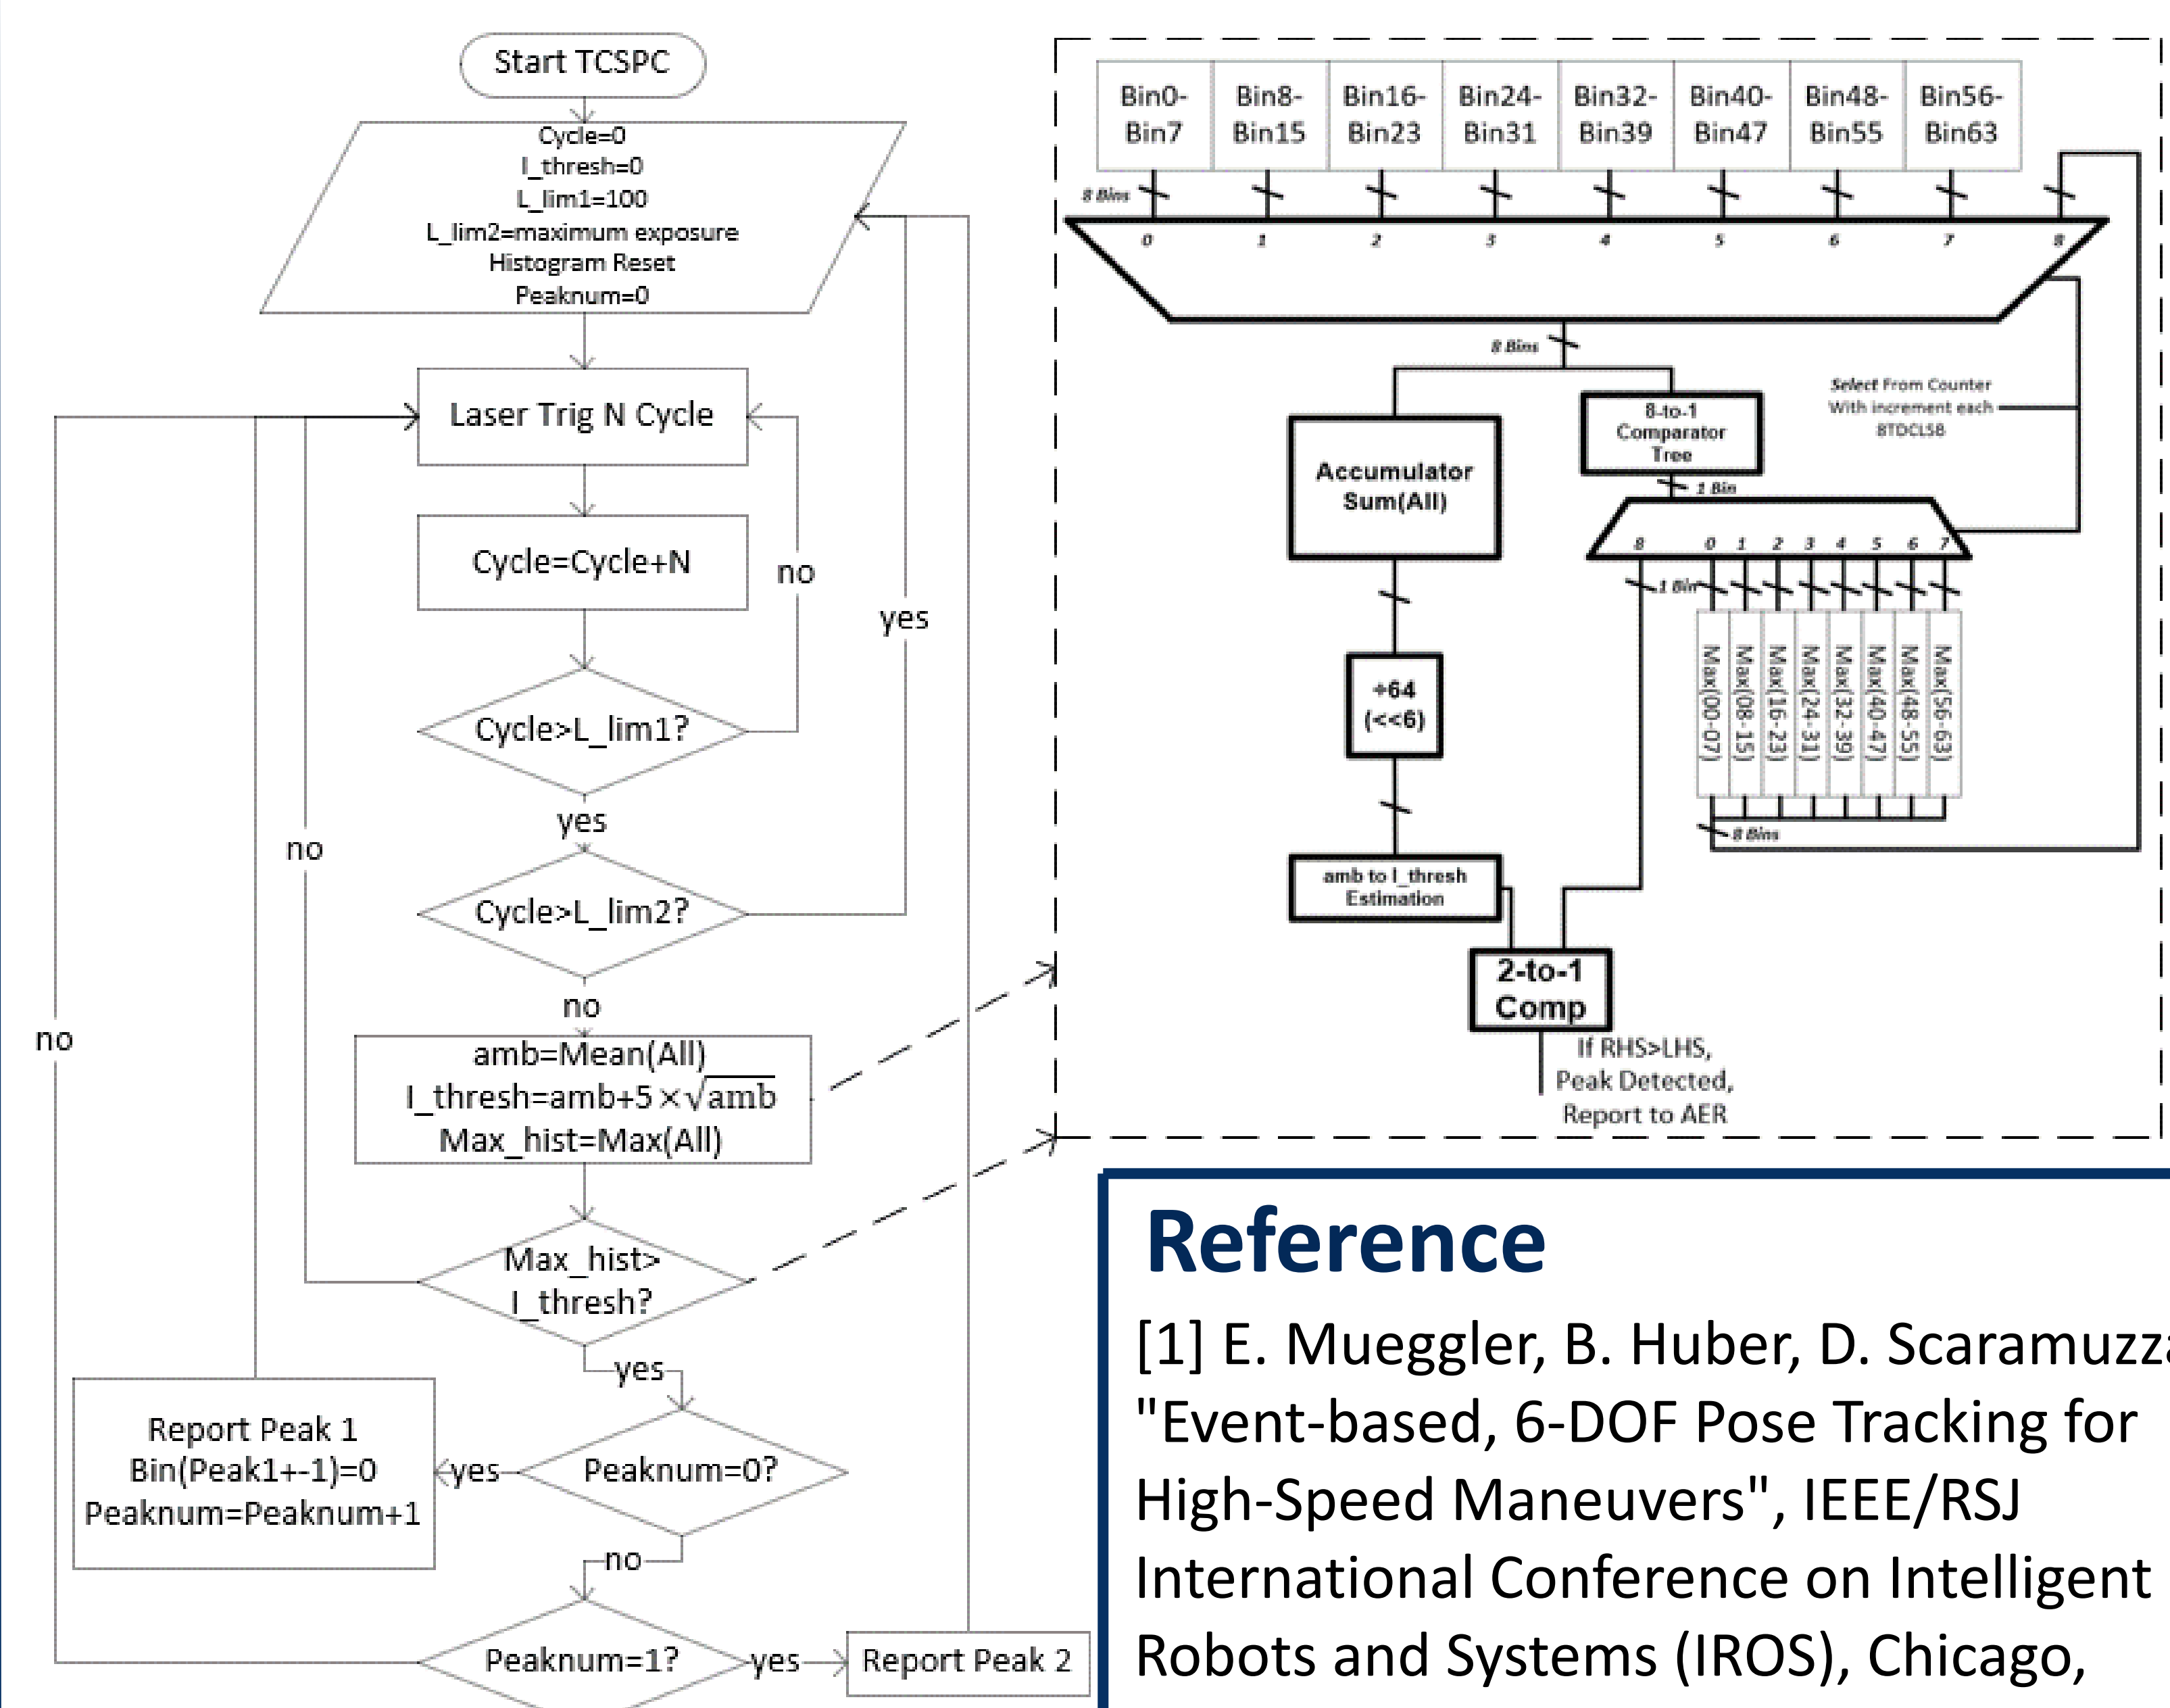 Start TCSPC
Cycle=0
I_thresh=0
L_lim1=100
L_lim2=maximum exposure
Histogram Reset
Peaknum=0
Laser Trig N Cycle
Cycle=Cycle+N
no
yes
Cycle>L_lim1?
yes
no
Cycle>L_lim2?
no
no
amb=Mean(All)
I_thresh=amb+5×√amb
Max_hist=Max(All)
Max_hist>
I_thresh?
yes
Report Peak 1
Bin(Peak1+-1)=0
Peaknum=Peaknum+1
yes
Peaknum=0?
no
Peaknum=1?
yes
Report Peak 2
Bin0-
Bin7
Bin8-
Bin15
Bin16-
Bin23
Bin24-
Bin31
Bin32-
Bin39
Bin40-
Bin47
Bin48-
Bin55
Bin56-
Bin63
8 Bins
0 1 2 3 4 5 6 7 8
8 Bins
Select From Counter
With increment each
8TDCLSB
8-to-1
Comparator
Tree
1 Bin
Accumulator
Sum(All)
8 0 1 2 3 4 5 6 7
1 Bin
Max(00-07)
Max(08-15)
Max(16-23)
Max(24-31)
Max(32-39)
Max(40-47)
Max(48-55)
Max(56-63)
8 Bins
÷64
(<<6)
amb to I_thresh
Estimation
2-to-1
Comp
If RHS>LHS,
Peak Detected,
Report to AER
Reference
[1] E. Mueggler, B. Huber, D. Scaramuzza
"Event-based, 6-DOF Pose Tracking for
High-Speed Maneuvers", IEEE/RSJ
International Conference on Intelligent
Robots and Systems (IROS), Chicago,